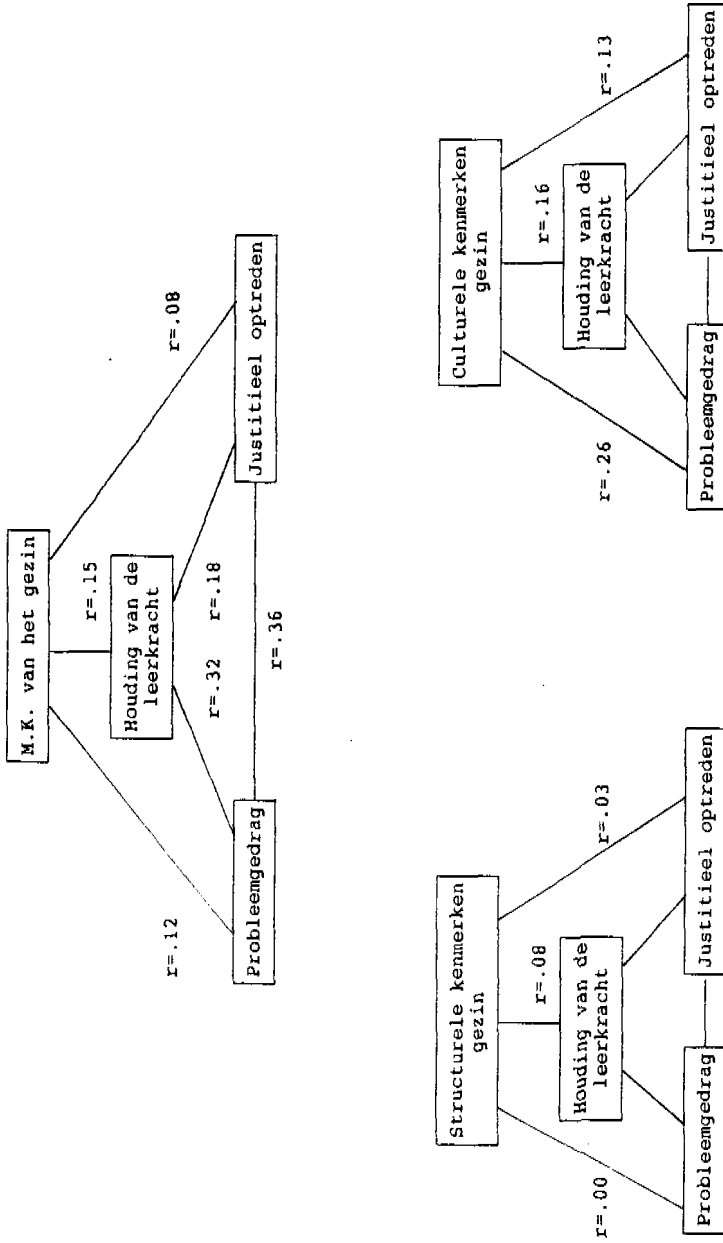 M.K. van het gezin
r=.12
r=.15
r=.08
Houding van de
leerkracht
r=.32
r=.18
Probleemgedrag
r=.36
Justitieel optreden
Structurele kenmerken
gezin
r=.00
r=.08
r=.03
Houding van de
leerkracht
Probleemgedrag
Justitieel optreden
Culturele kenmerken
gezin
r=.26
r=.16
r=.13
Houding van de
leerkracht
Probleemgedrag
Justitieel optreden